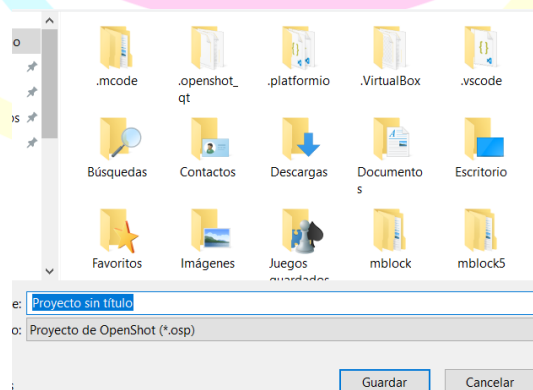 o
.mcode .openshot_ .platformio .VirtualBox .vscode
qt
os
Búsquedas Contactos Descargas Documento Escritorio
s
Favoritos Imágenes Juegos mblock mblock5
guardados
e: Proyecto sin título
o: Proyecto de OpenShot (*.osp)
Guardar Cancelar